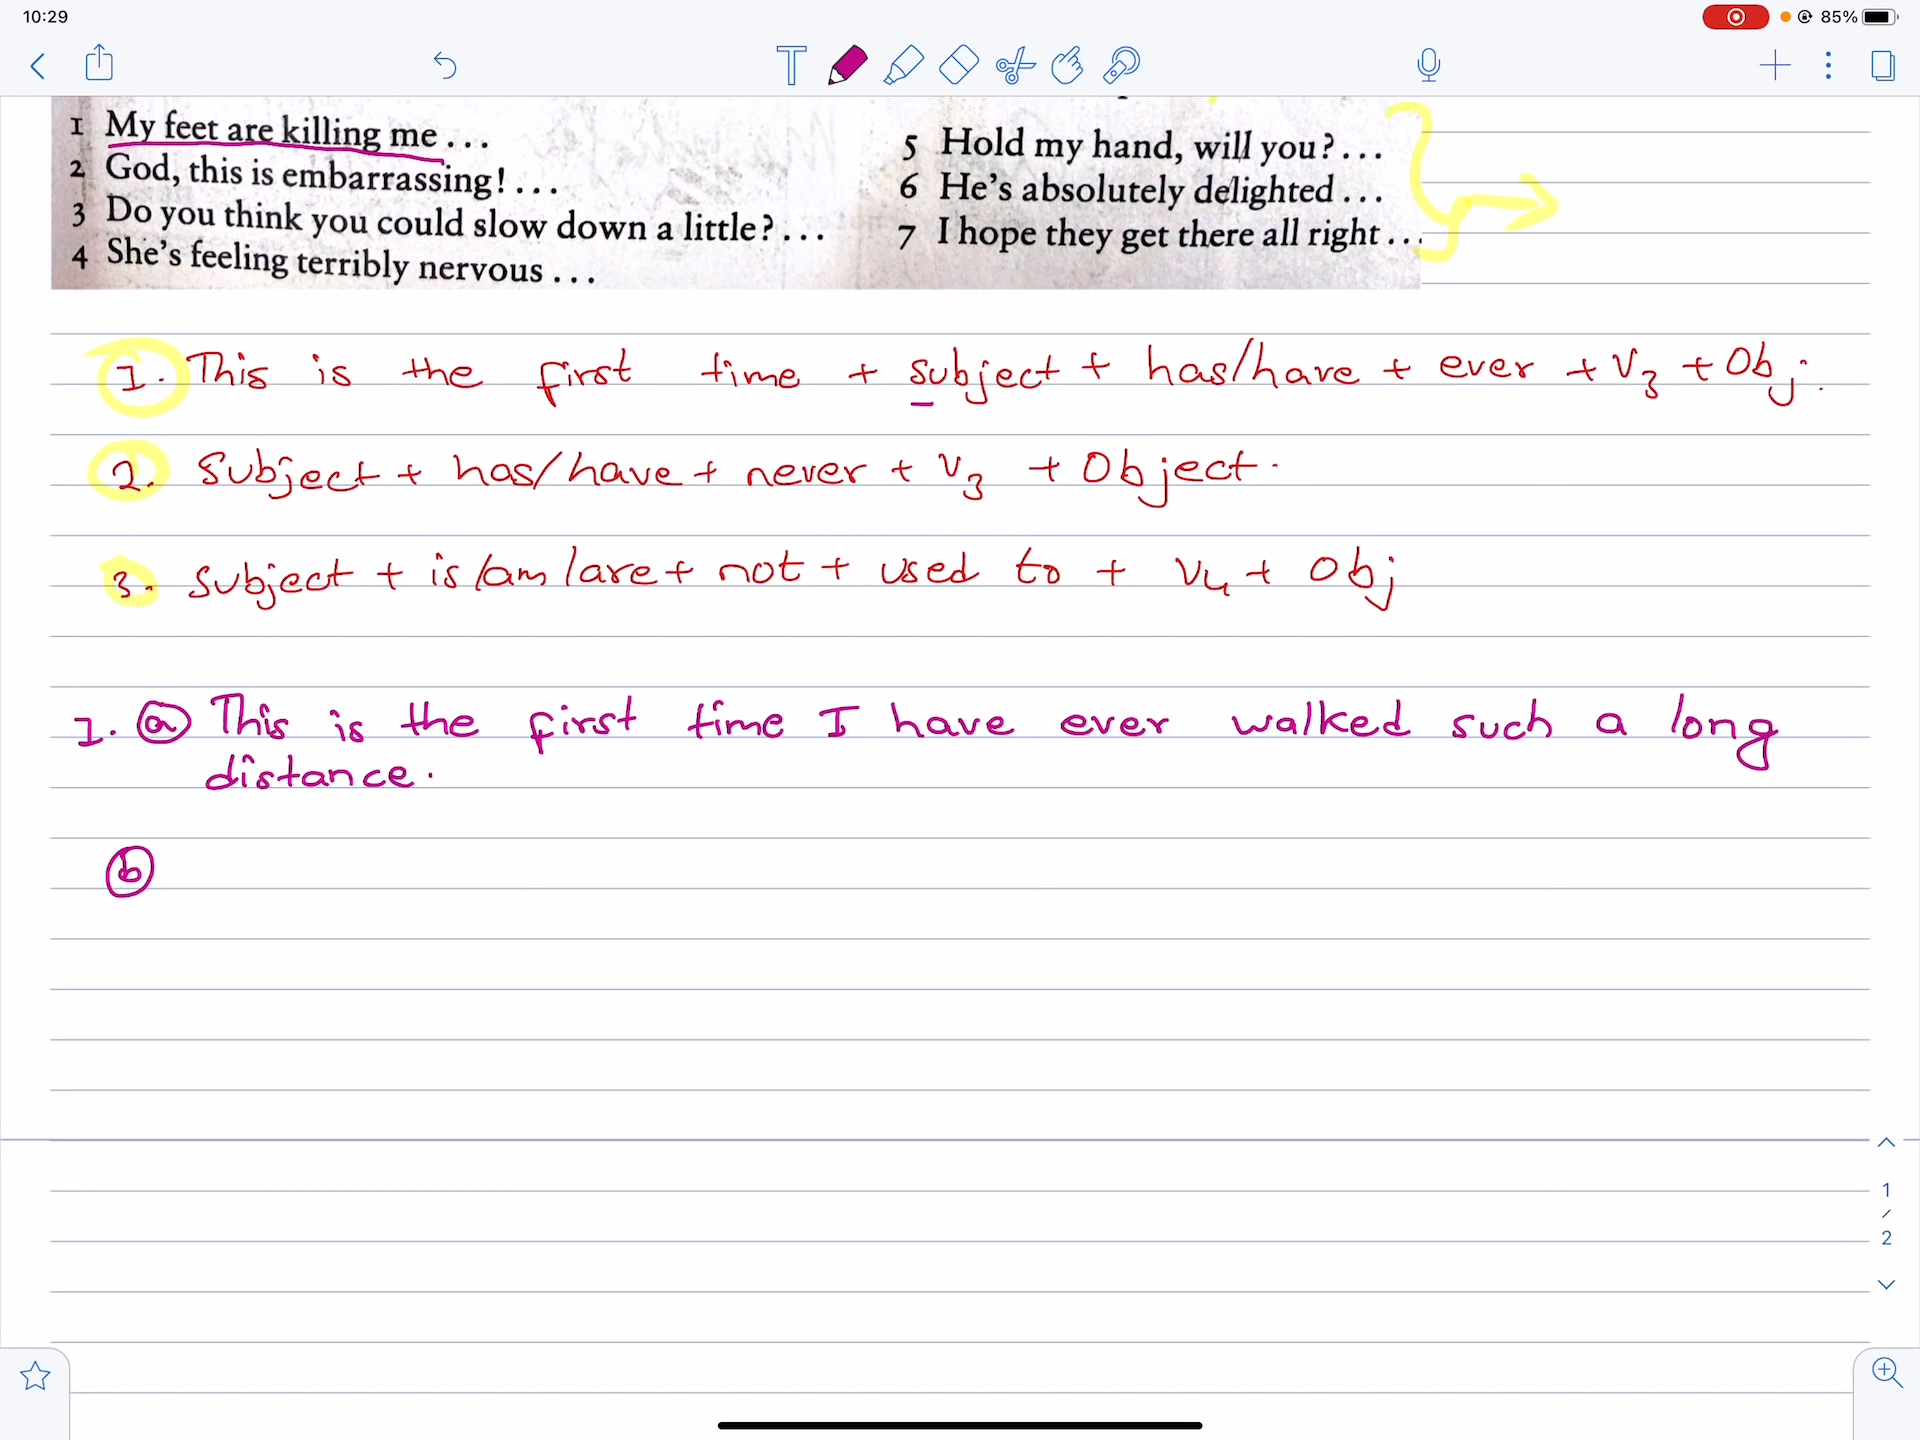 10:29
85%
1 My feet are killing me ...
2 God, this is embarrassing! ...
3 Do you think you could slow down a little? ...
4 She's feeling terribly nervous ...
5 Hold my hand, will you? ...
6 He's absolutely delighted ...
7 I hope they get there all right ...
1. This is the first time + subject + has/have + ever + V3 + Obj.
2. Subject + has/have + never + V3 + Object.
3. Subject + is/am/are + not + used to + V4 + Obj
1. (a) This is the first time I have ever walked such a long
distance.
(b)
1
/
2